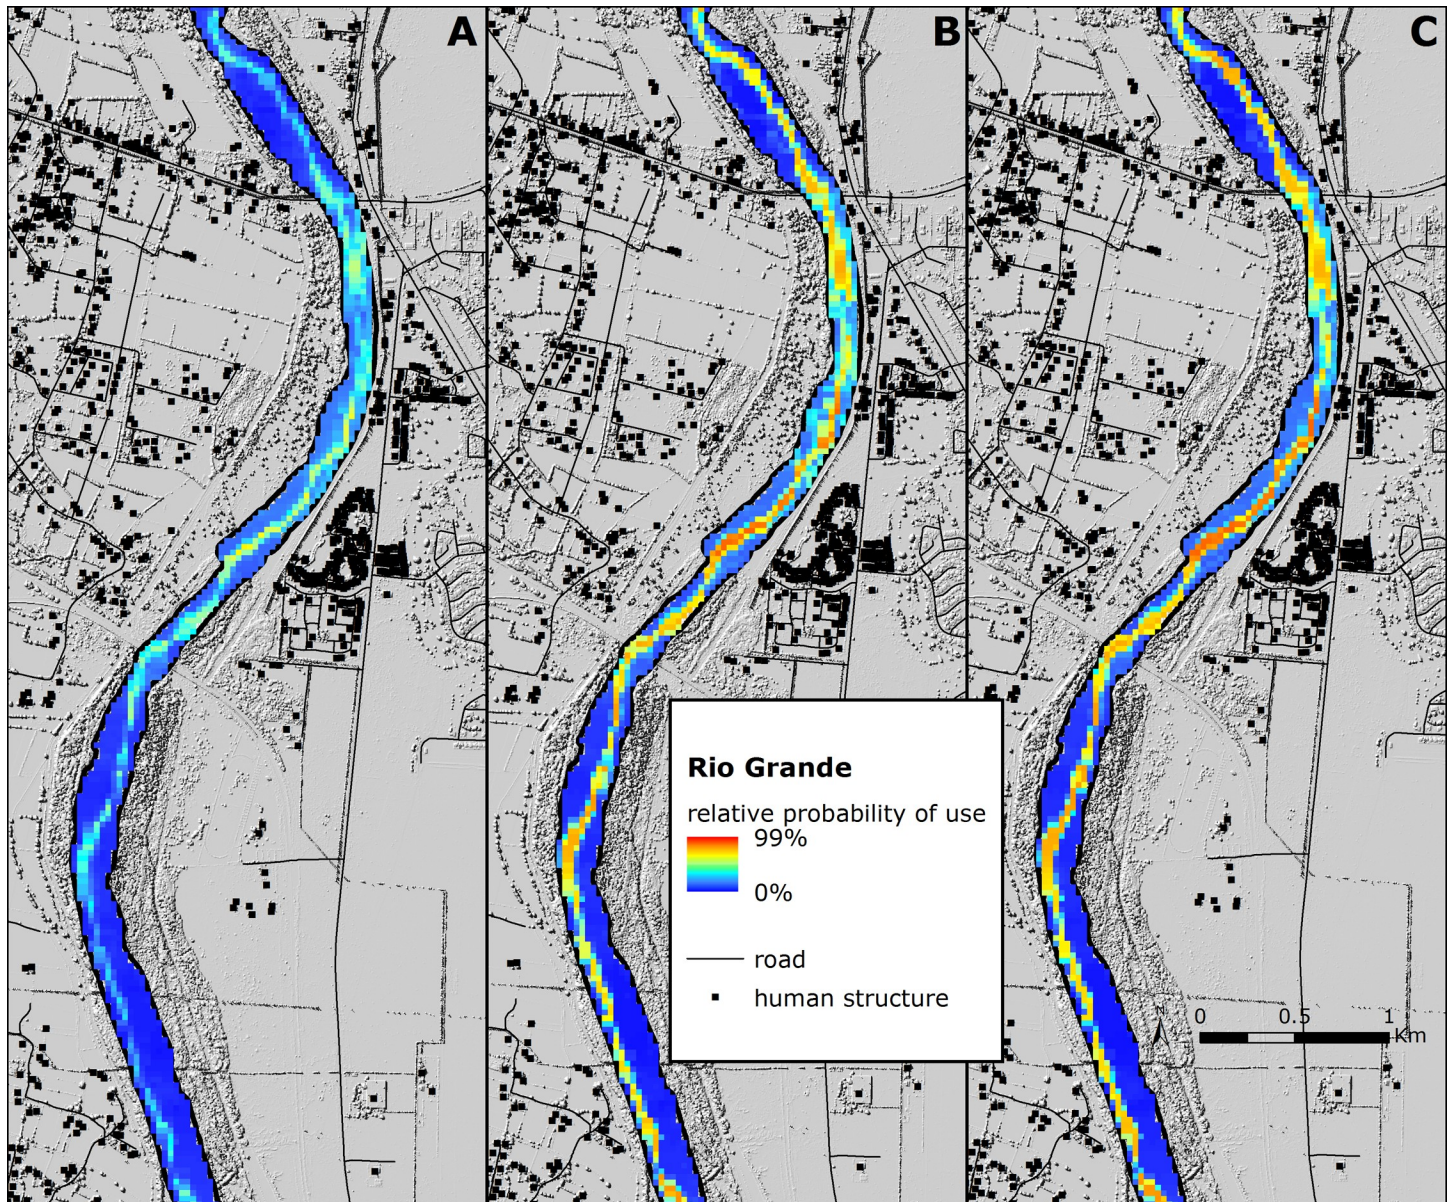 A
B
C
Rio Grande
relative probability of use
99%
0%
road
human structure
N
0 0.5 1
Km